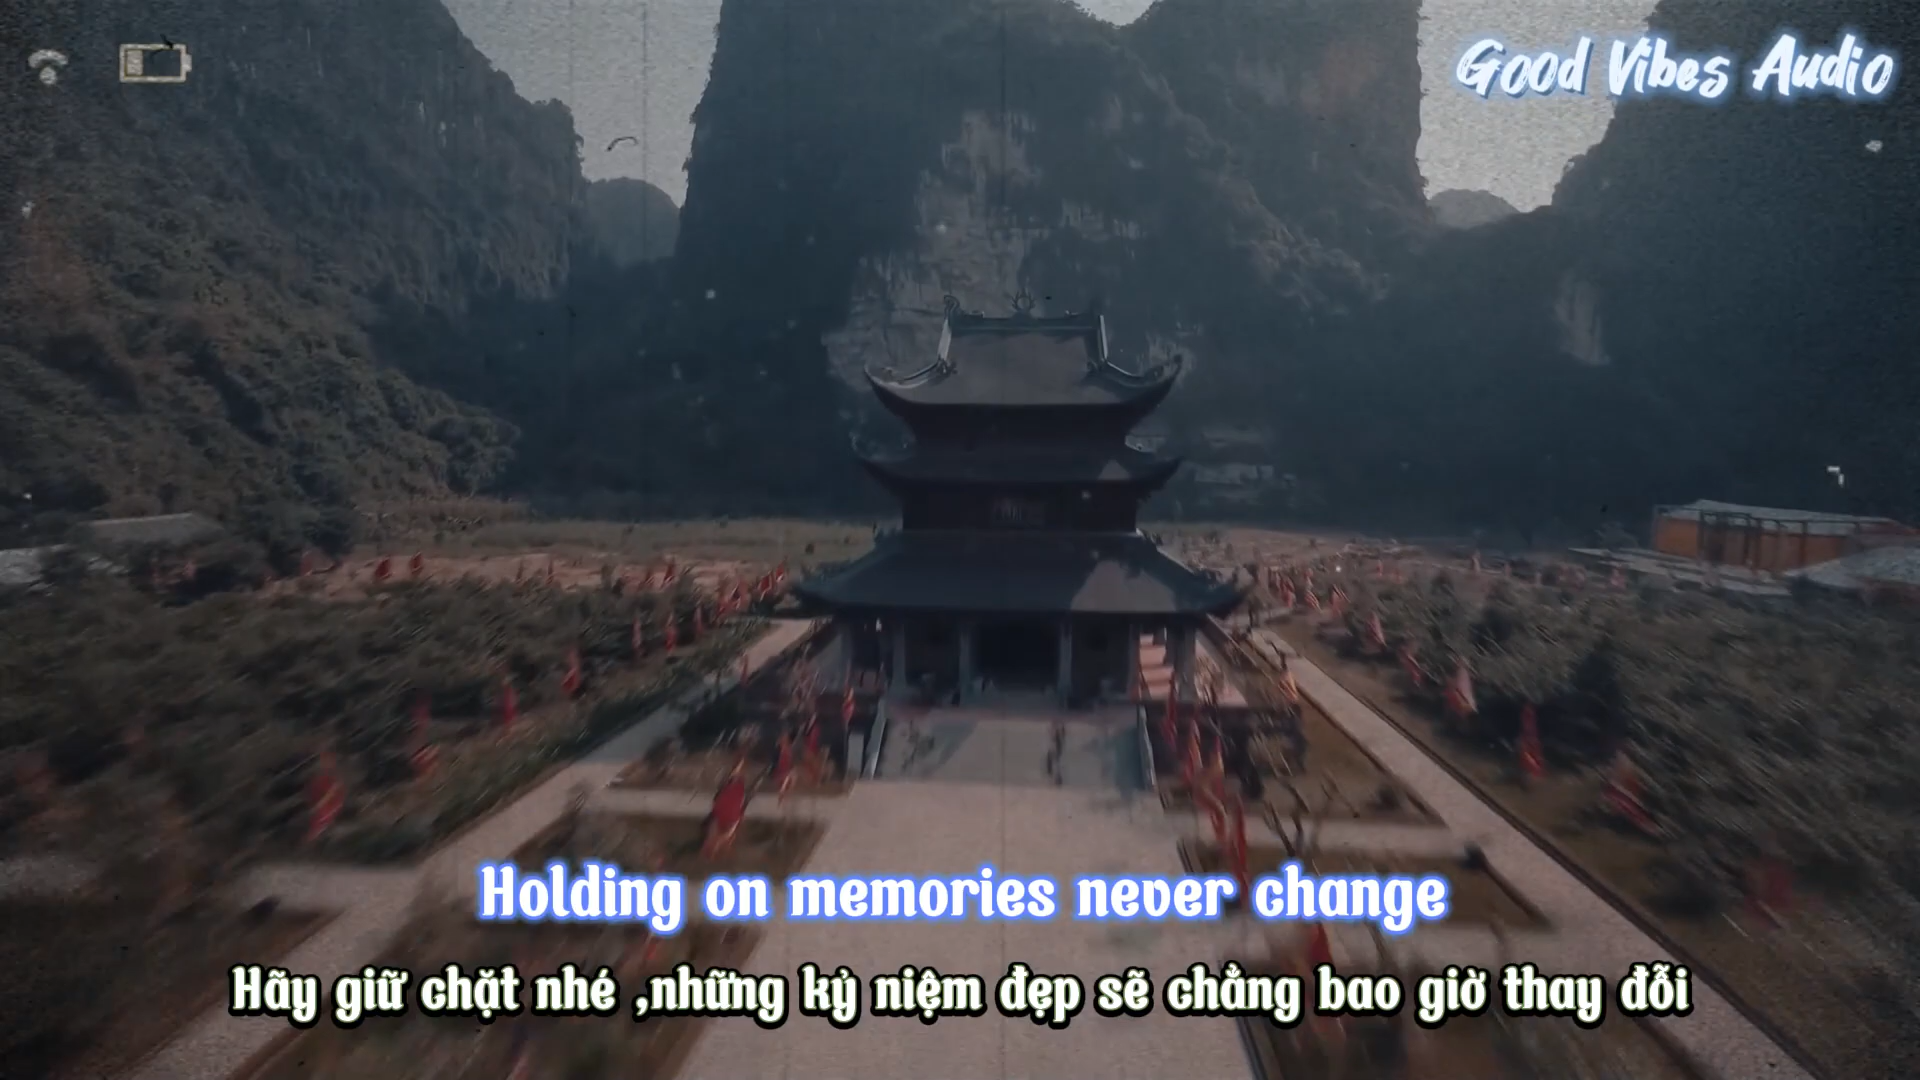 Good Vibes Audio
Holding on memories never change
Hãy giữ chặt nhé ,những kỷ niệm đẹp sẽ chẳng bao giờ thay đỗi